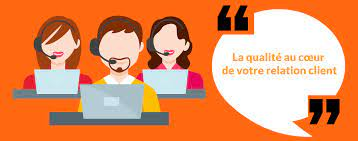 La qualité au cœur
de votre relation client